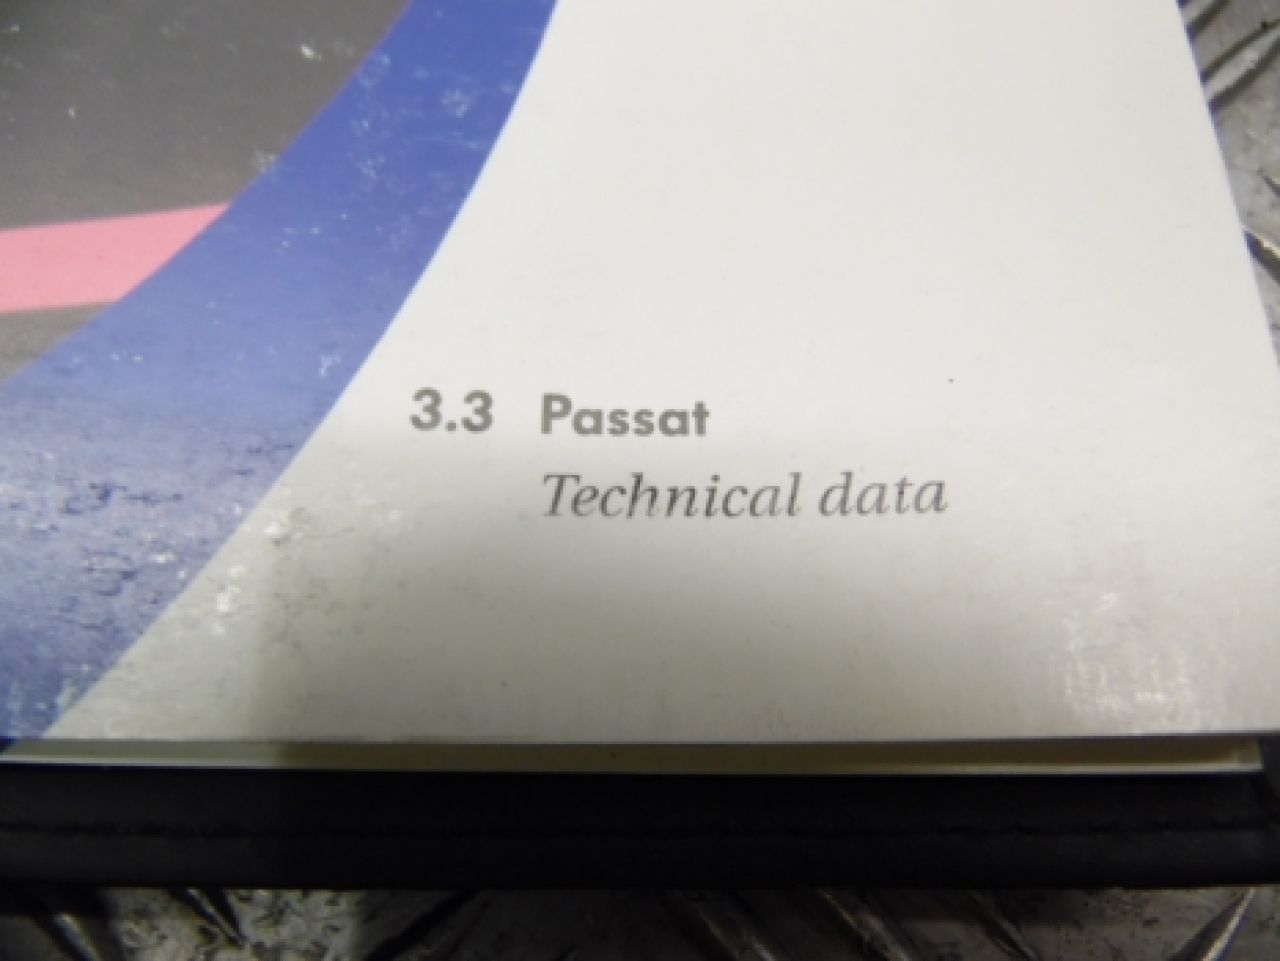 3.3 Passat
Technical data